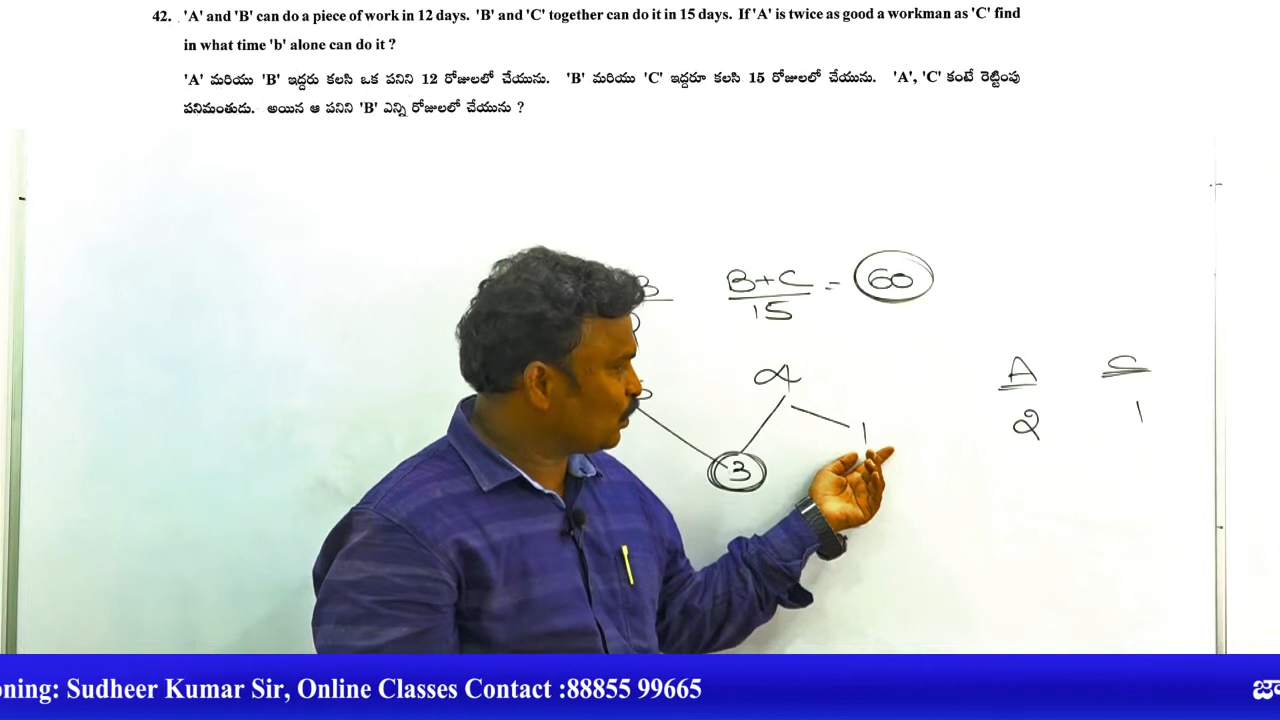 42. 'A' and 'B' can do a piece of work in 12 days. 'B' and 'C' together can do it in 15 days. If 'A' is twice as good a workman as 'C' find
in what time 'b' alone can do it ?
'A' మరియు 'B' ఇద్దరు కలసి ఒక పనిని 12 రోజులలో చేయును. 'B' మరియు 'C' ఇద్దరూ కలసి 15 రోజులలో చేయును. 'A', 'C' కంటే రెట్టింపు
పనిమంతుడు. అయిన ఆ పనిని 'B' ఎన్ని రోజులలో చేయును ?
B+C = 60
15
4
A C
2 1
1
3
oning: Sudheer Kumar Sir, Online Classes Contact :88855 99665